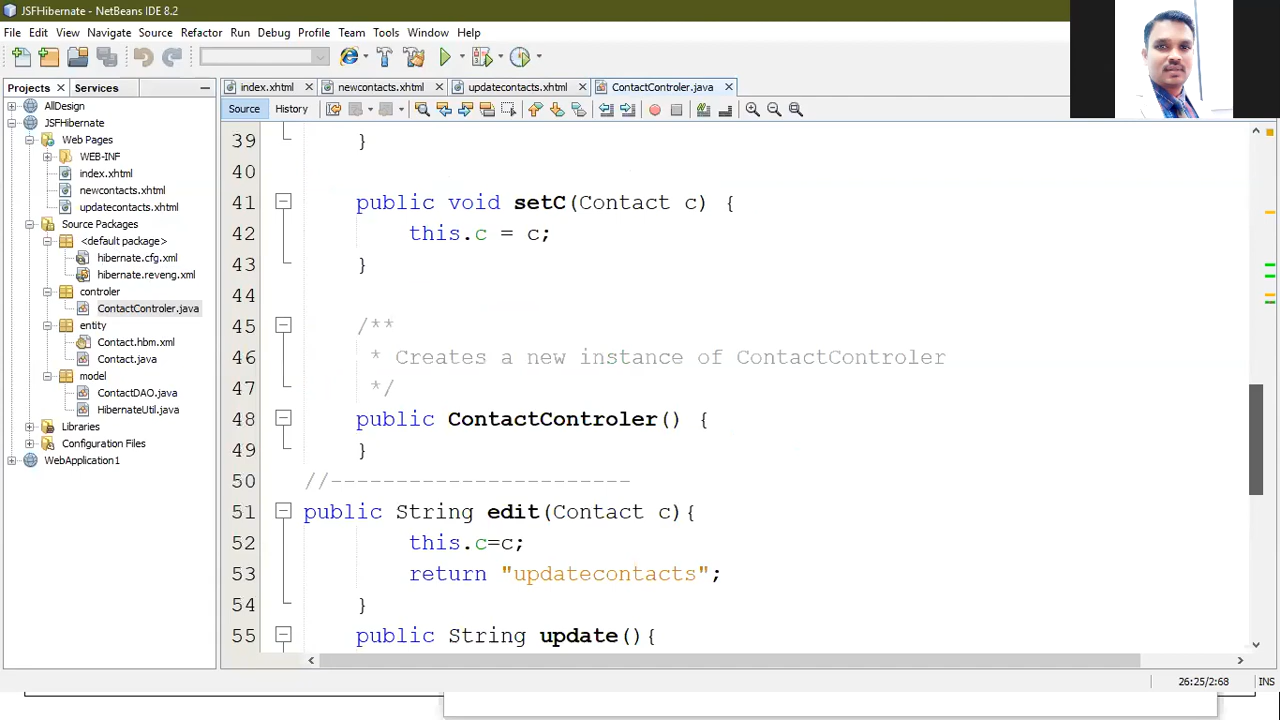 JSFHibernate - NetBeans IDE 8.2
File Edit View Navigate Source Refactor Run Debug Profile Team Tools Window Help
Projects Services
index.xhtml newcontacts.xhtml updatecontacts.xhtml ContactControler.java
Source History
AllDesign
JSFHibernate
Web Pages
WEB-INF
index.xhtml
newcontacts.xhtml
updatecontacts.xhtml
Source Packages
<default package>
hibernate.cfg.xml
hibernate.reveng.xml
controler
ContactControler.java
entity
Contact.hbm.xml
Contact.java
model
ContactDAO.java
HibernateUtil.java
Libraries
Configuration Files
WebApplication1
39 }
40
41 public void setC(Contact c) {
42 this.c = c;
43 }
44
45 /**
46 * Creates a new instance of ContactControler
47 */
48 public ContactControler() {
49 }
50 //-----------------------
51 public String edit(Contact c){
52 this.c=c;
53 return "updatecontacts";
54 }
55 public String update(){
26:25/2:68 INS